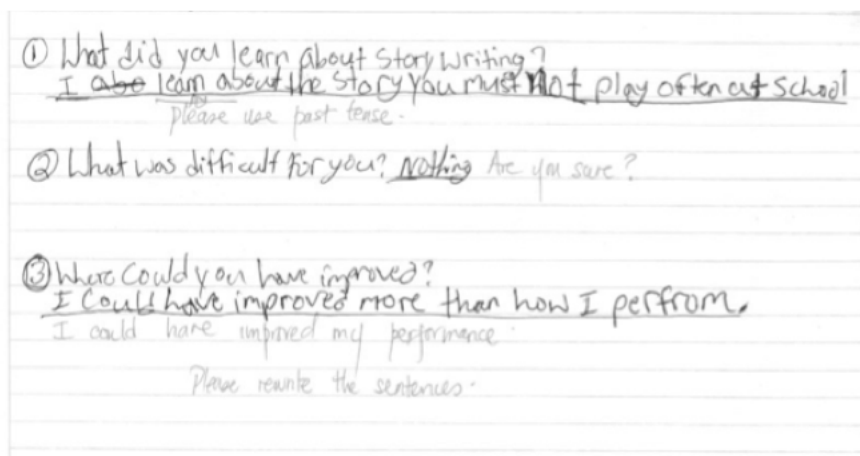 ① What did you learn about Story Writing?
I learn about the Story You must not play often at School
Please use past tense.
② What was difficult for you? Nothing Are you sure?
③ Where Could you have improved?
I Could have improved more than how I perfrom.
I could have improved my performance.
Please rewrite the sentences.